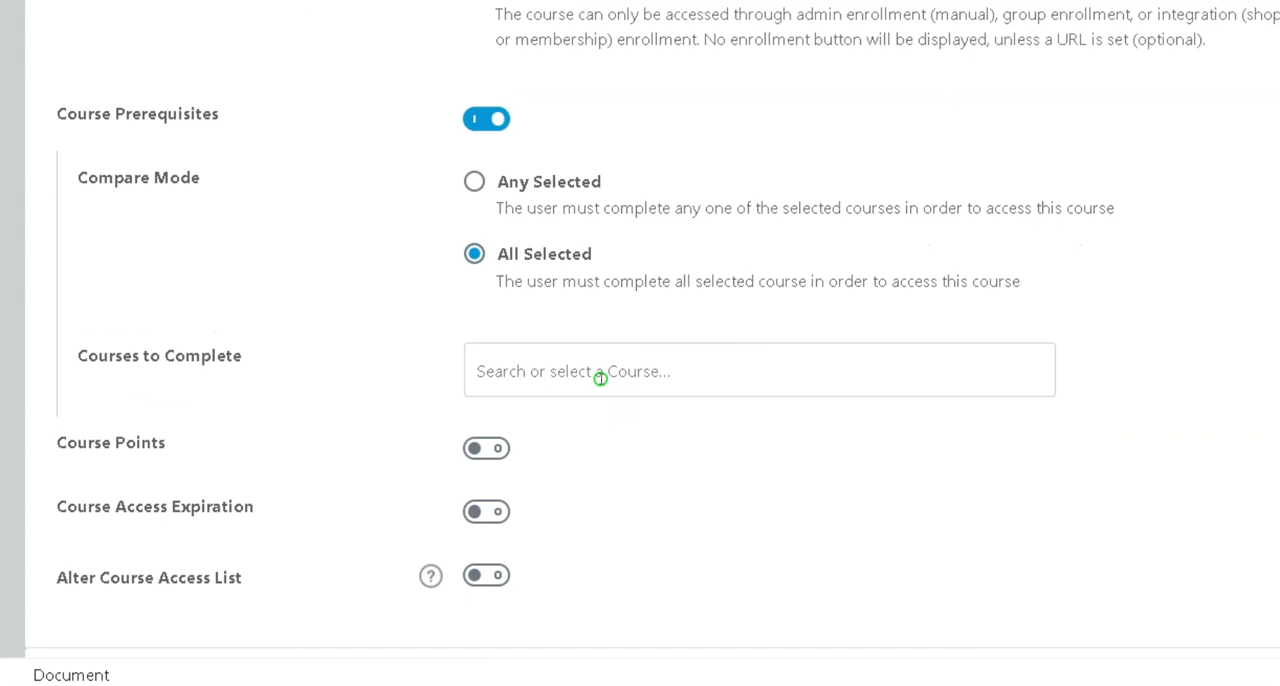 The course can only be accessed through admin enrollment (manual), group enrollment, or integration (shop
or membership) enrollment. No enrollment button will be displayed, unless a URL is set (optional).
Course Prerequisites
Compare Mode
Any Selected
The user must complete any one of the selected courses in order to access this course
All Selected
The user must complete all selected course in order to access this course
Courses to Complete
Search or select a Course...
Course Points
Course Access Expiration
Alter Course Access List ?
Document